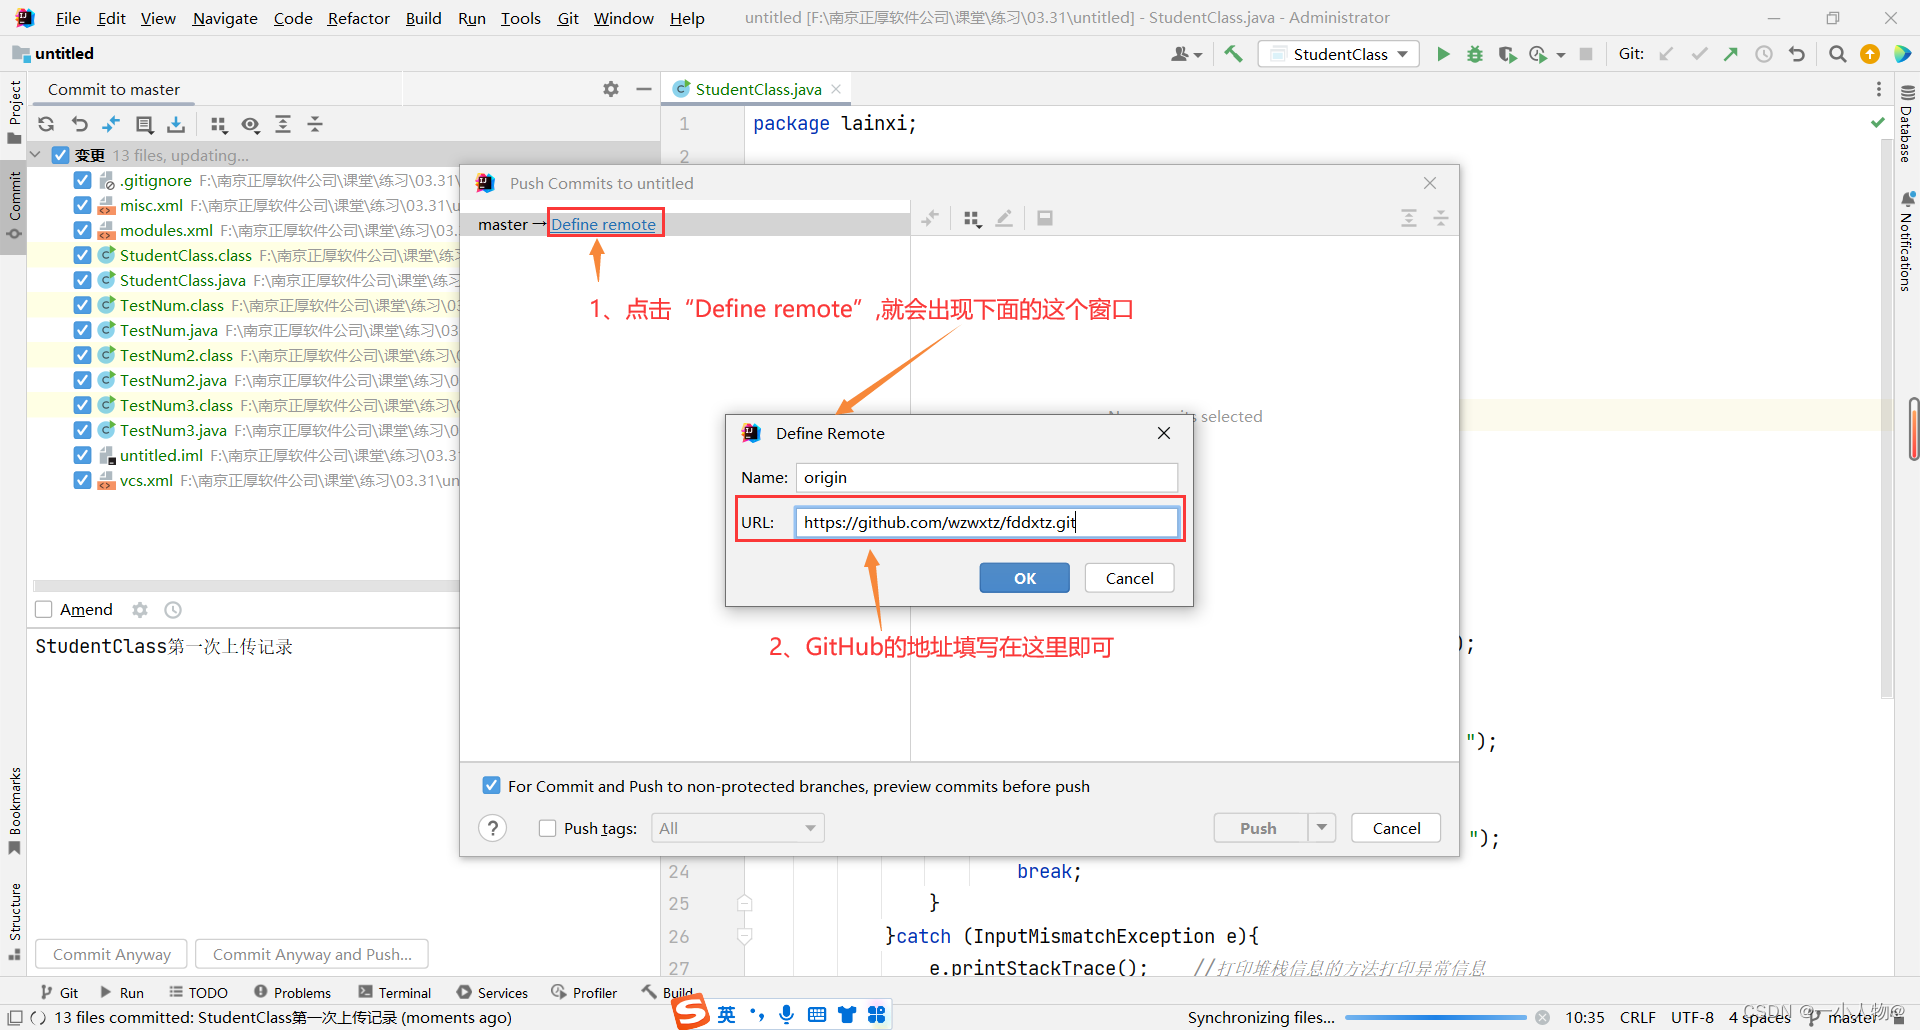 File Edit View Navigate Code Refactor Build Run Tools Git Window Help untitled [F:\南京正厚软件公司\课堂\练习\03.31\untitled] - StudentClass.java - Administrator
untitled
StudentClass
Git:
Project
Commit
Bookmarks
Structure
Commit to master
变更 13 files, updating...
.gitignore F:\南京正厚软件公司\课堂\练习\03.31\
misc.xml F:\南京正厚软件公司\课堂\练习\03.31\u
modules.xml F:\南京正厚软件公司\课堂\练习\03.
StudentClass.class F:\南京正厚软件公司\课堂\练
StudentClass.java F:\南京正厚软件公司\课堂\练习
TestNum.class F:\南京正厚软件公司\课堂\练习\03.
TestNum.java F:\南京正厚软件公司\课堂\练习\03.
TestNum2.class F:\南京正厚软件公司\课堂\练习\
TestNum2.java F:\南京正厚软件公司\课堂\练习\0
TestNum3.class F:\南京正厚软件公司\课堂\练习\
TestNum3.java F:\南京正厚软件公司\课堂\练习\0
untitled.iml F:\南京正厚软件公司\课堂\练习\03.3
vcs.xml F:\南京正厚软件公司\课堂\练习\03.31\un
Amend
StudentClass第一次上传记录
Commit Anyway
Commit Anyway and Push...
StudentClass.java
1 package lainxi;
2
Push Commits to untitled
master → Define remote
1、点击“Define remote”,就会出现下面的这个窗口
s selected
Define Remote
Name: origin
URL: https://github.com/wzwxtz/fddxtz.git
OK
Cancel
2、GitHub的地址填写在这里即可
For Commit and Push to non-protected branches, preview commits before push
? Push tags: All
Push
Cancel
);
");
");
24 break;
25 }
26 }catch (InputMismatchException e){
27 e.printStackTrace(); //打印堆栈信息的方法打印异常信息
Database
Notifications
Git Run TODO Problems Terminal Services Profiler Build
13 files committed: StudentClass第一次上传记录 (moments ago)
S 英
Synchronizing files... 10:35 CRLF UTF-8 4 spaces master
CSDN @一小人物@